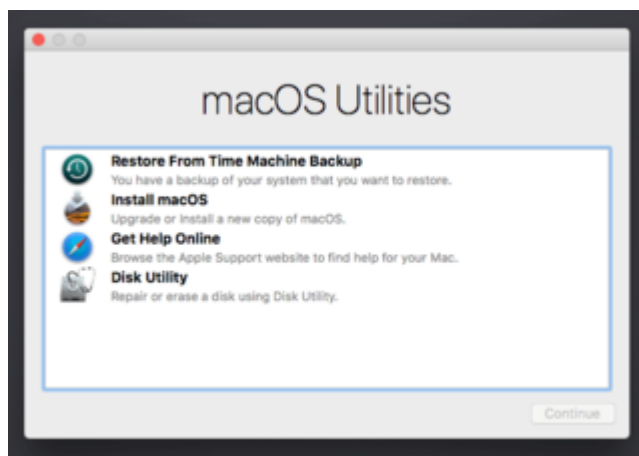 macOS Utilities
Restore From Time Machine Backup
You have a backup of your system that you want to restore.
Install macOS
Upgrade or Install a new copy of macOS.
Get Help Online
Browse the Apple Support website to find help for your Mac.
Disk Utility
Repair or erase a disk using Disk Utility.
Continue